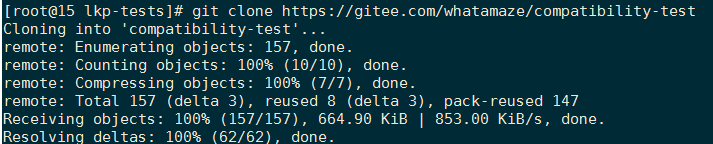 [root@15 lkp-tests]# git clone https://gitee.com/whatamaze/compatibility-test
Cloning into 'compatibility-test'...
remote: Enumerating objects: 157, done.
remote: Counting objects: 100% (10/10), done.
remote: Compressing objects: 100% (7/7), done.
remote: Total 157 (delta 3), reused 8 (delta 3), pack-reused 147
Receiving objects: 100% (157/157), 664.90 KiB | 853.00 KiB/s, done.
Resolving deltas: 100% (62/62), done.